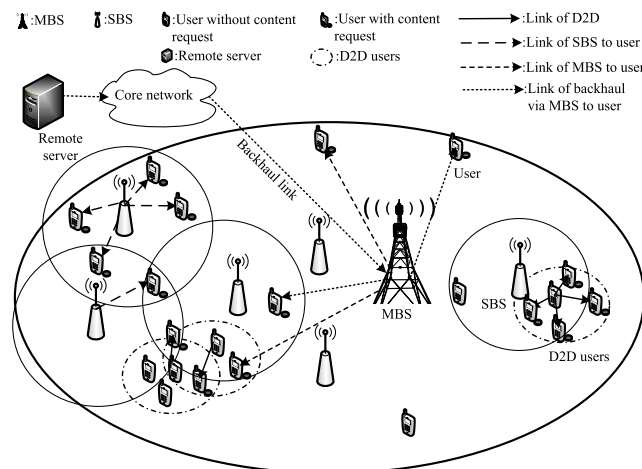 :MBS
:SBS
:User without content request
:User with content request
:Link of D2D
:Link of SBS to user
:Remote server
:D2D users
:Link of MBS to user
:Link of backhaul via MBS to user
Core network
Remote server
Backhaul link
User
MBS
SBS
D2D users